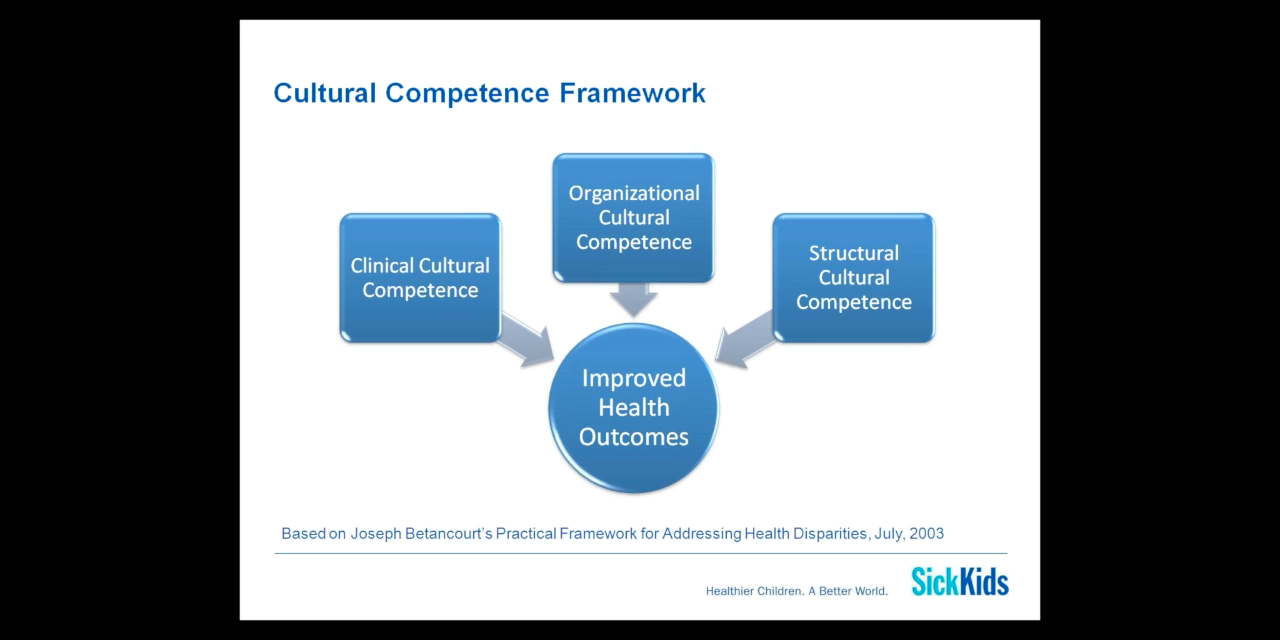 Cultural Competence Framework
Clinical Cultural
Competence
Organizational
Cultural
Competence
Structural
Cultural
Competence
Improved
Health
Outcomes
Based on Joseph Betancourt's Practical Framework for Addressing Health Disparities, July, 2003
Healthier Children. A Better World.
SickKids